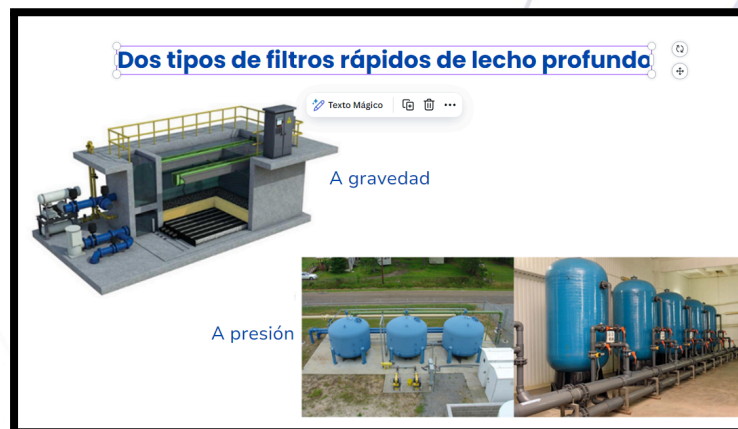 Dos tipos de filtros rápidos de lecho profundo
Texto Mágico
A gravedad
A presión